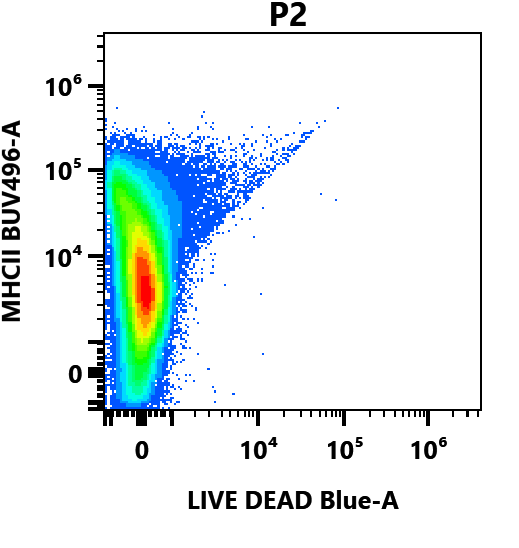 P2
MHCII BUV496-A
10⁶
10⁵
10⁴
0
0
10⁴
10⁵
10⁶
LIVE DEAD Blue-A